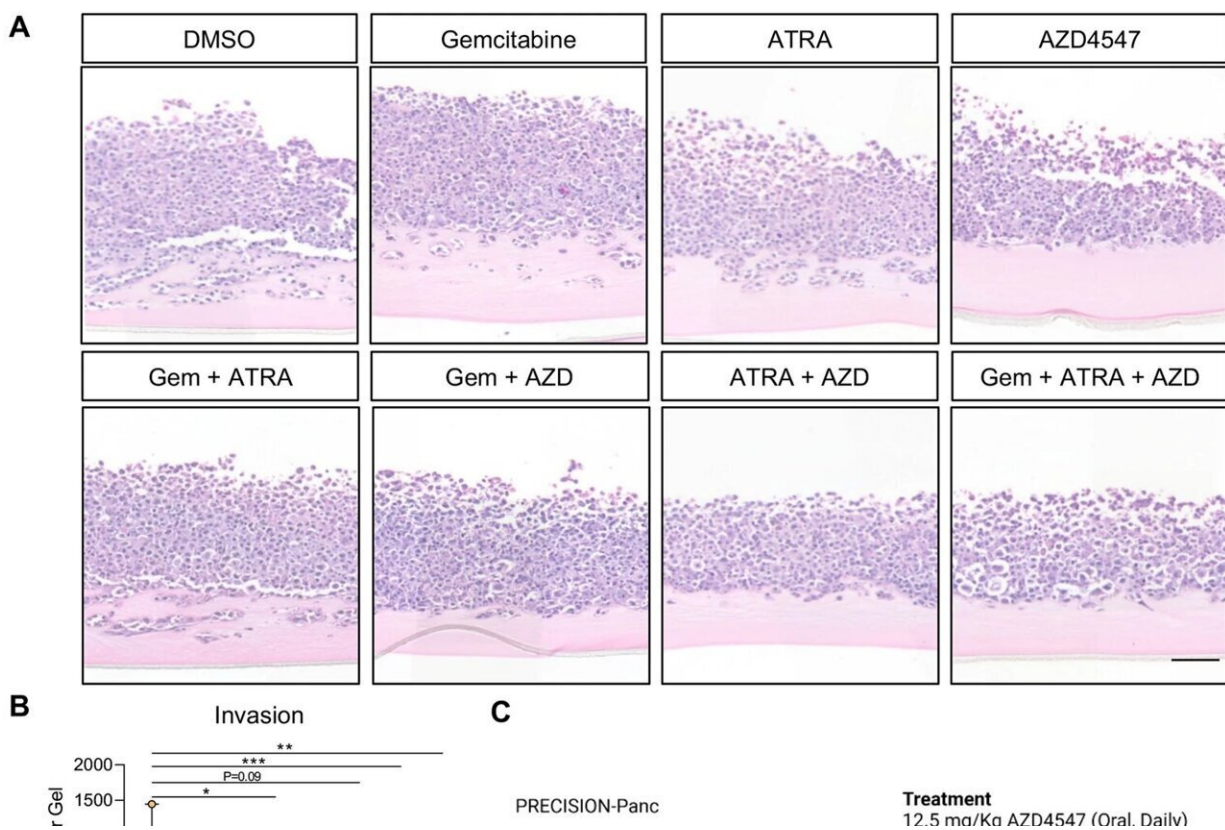 A
DMSO
Gemcitabine
ATRA
AZD4547
Gem + ATRA
Gem + AZD
ATRA + AZD
Gem + ATRA + AZD
B
C
Invasion
**
***
P=0.09
*
2000
1500
Gel
PRECISION-Panc
Treatment
12.5 mg/Kg AZD4547 (Oral, Daily)